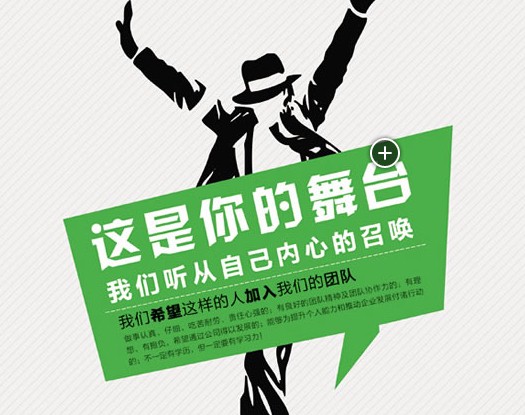 这是你的舞台
我们听从自己内心的召唤
我们希望这样的人加入我们的团队
做事认真、仔细、吃苦耐劳、责任心强的；有良好的团队精神及团队协作力的；有理
想、有抱负、希望通过公司得以发展的；能够为提升个人能力和推动企业发展付诸行动
的；不一定有学历，但一定要有学习力！